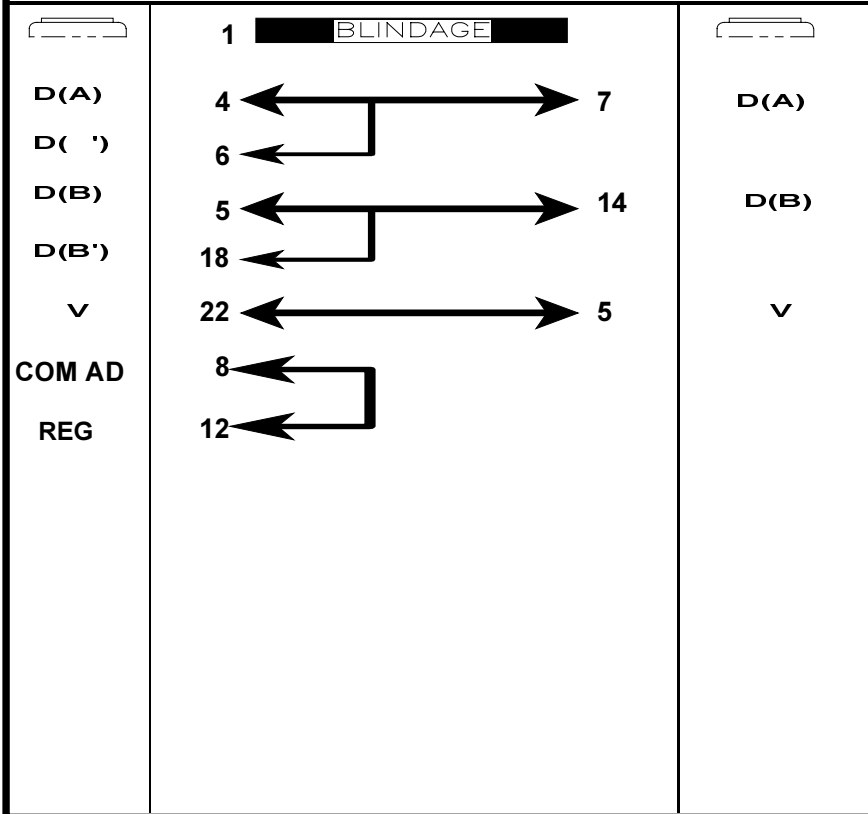 1 BLINDAGE
D(A) 4 7 D(A)
D( ') 6
D(B) 5 14 D(B)
D(B') 18
V 22 5 V
COM AD 8
REG 12